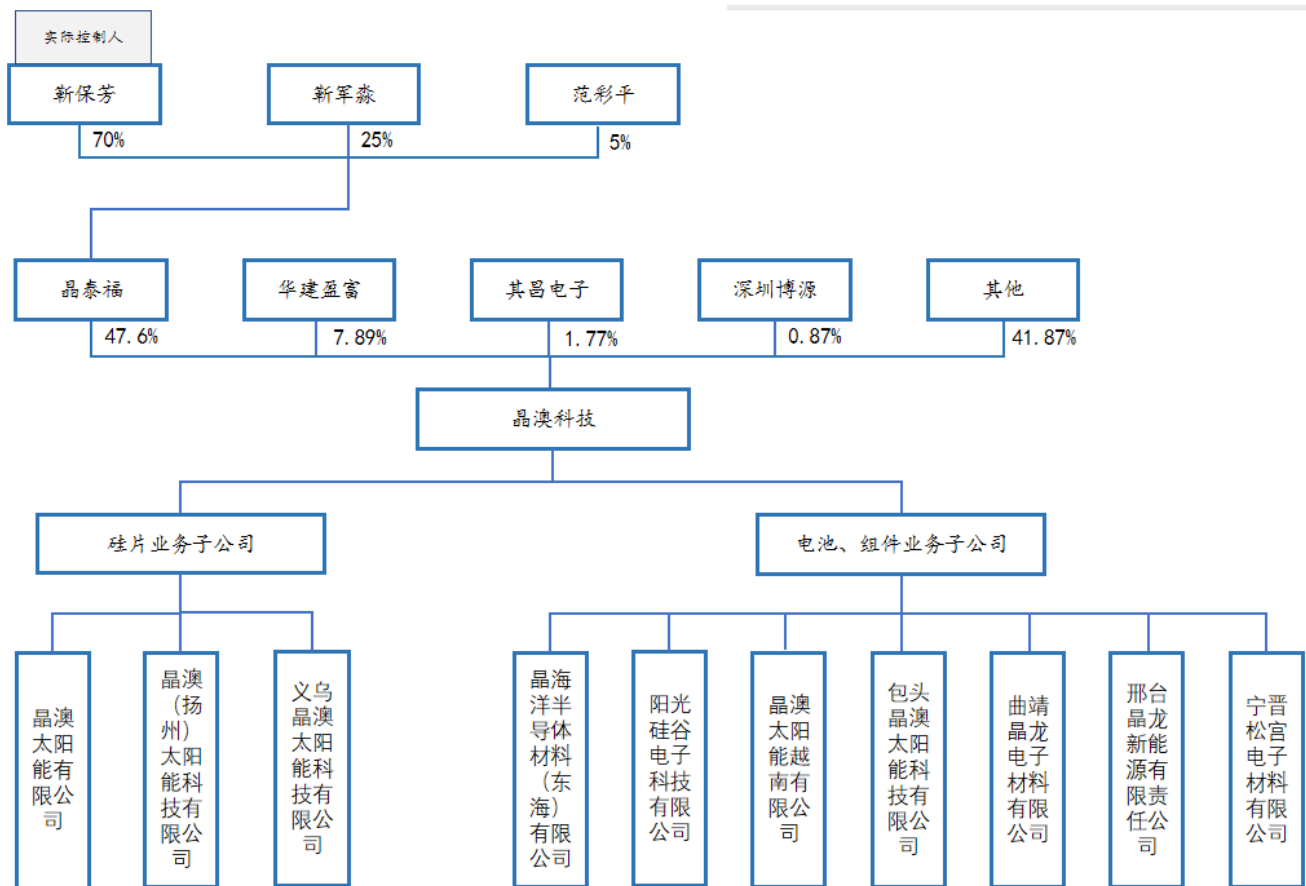 实际控制人
靳保芳
靳军淼
范彩平
70%
25%
5%
晶泰福
华建盈富
其昌电子
深圳博源
其他
47.6%
7.89%
1.77%
0.87%
41.87%
晶澳科技
硅片业务子公司
电池、组件业务子公司
晶澳
太阳
能有
限公
司
晶澳
（扬
州）
太阳
能科
技有
限公
司
义乌
晶澳
太阳
能科
技有
限公
司
晶海
洋半
导体
材料
（东
海）
有限
公司
阳光
硅谷
电子
科技
有限
公司
晶澳
太阳
能越
南有
限公
司
包头
晶澳
太阳
能科
技有
限公
司
曲靖
晶龙
电子
材料
有限
公司
邢台
晶龙
新能
源有
限责
任公
司
宁晋
松宫
电子
材料
有限
公司